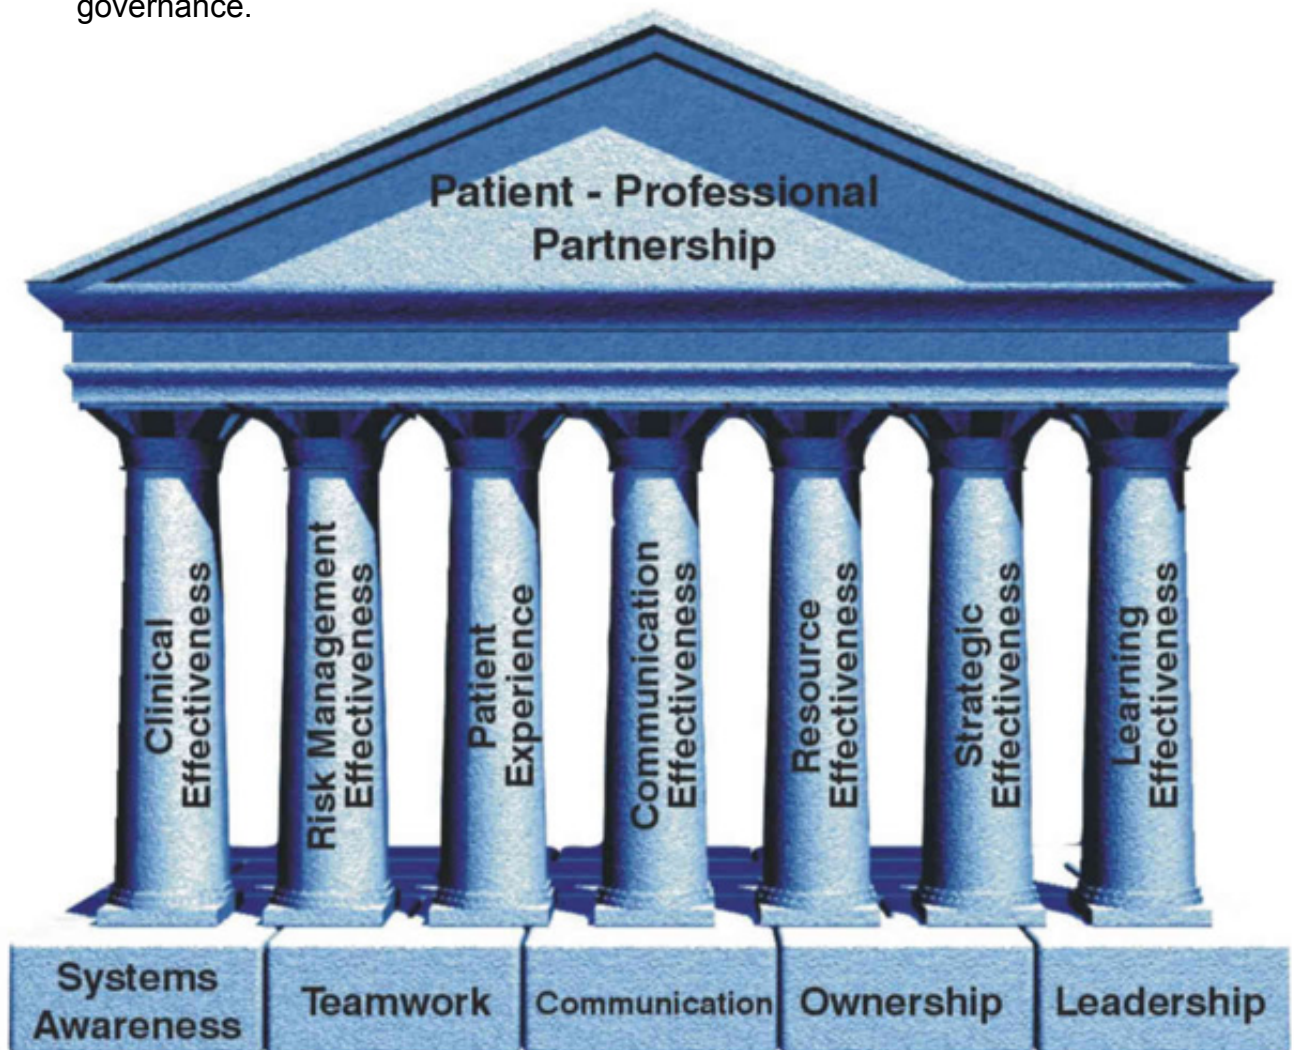 governance.
Patient - Professional
Partnership
Clinical
Effectiveness
Risk Management
Effectiveness
Patient
Experience
Communication
Effectiveness
Resource
Effectiveness
Strategic
Effectiveness
Learning
Effectiveness
Systems
Awareness
Teamwork
Communication
Ownership
Leadership